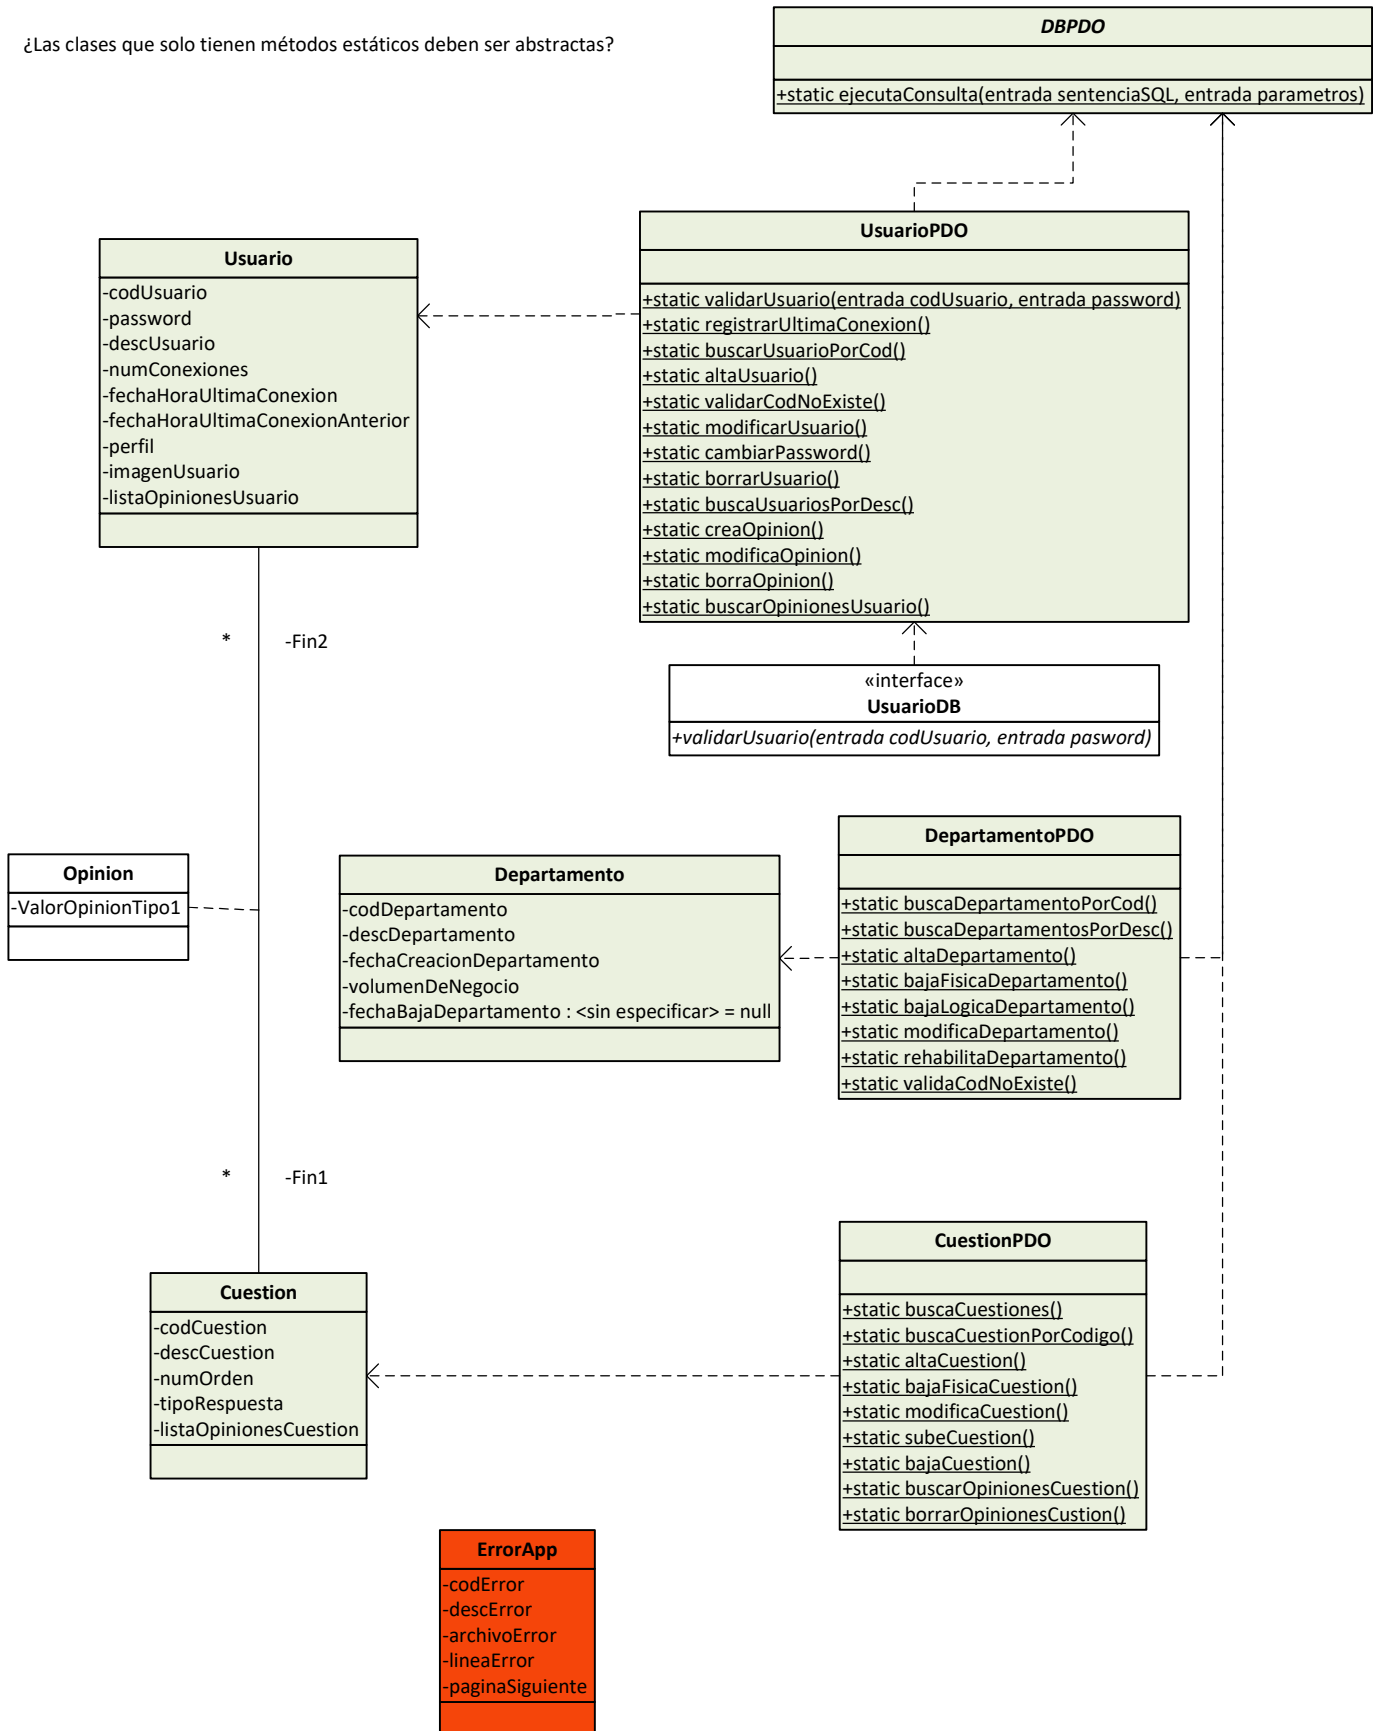 ¿Las clases que solo tienen métodos estáticos deben ser abstractas?
DBPDO
+static ejecutaConsulta(entrada sentenciaSQL, entrada parametros)
UsuarioPDO
+static validarUsuario(entrada codUsuario, entrada password)
+static registrarUltimaConexion()
+static buscarUsuarioPorCod()
+static altaUsuario()
+static validarCodNoExiste()
+static modificarUsuario()
+static cambiarPassword()
+static borrarUsuario()
+static buscaUsuariosPorDesc()
+static creaOpinion()
+static modificaOpinion()
+static borraOpinion()
+static buscarOpinionesUsuario()
Usuario
-codUsuario
-password
-descUsuario
-numConexiones
-fechaHoraUltimaConexion
-fechaHoraUltimaConexionAnterior
-perfil
-imagenUsuario
-listaOpinionesUsuario
* -Fin2
«interface»
UsuarioDB
+validarUsuario(entrada codUsuario, entrada pasword)
Opinion
-ValorOpinionTipo1
Departamento
-codDepartamento
-descDepartamento
-fechaCreacionDepartamento
-volumenDeNegocio
-fechaBajaDepartamento : <sin especificar> = null
DepartamentoPDO
+static buscaDepartamentoPorCod()
+static buscaDepartamentosPorDesc()
+static altaDepartamento()
+static bajaFisicaDepartamento()
+static bajaLogicaDepartamento()
+static modificaDepartamento()
+static rehabilitaDepartamento()
+static validaCodNoExiste()
* -Fin1
Cuestion
-codCuestion
-descCuestion
-numOrden
-tipoRespuesta
-listaOpinionesCuestion
CuestionPDO
+static buscaCuestiones()
+static buscaCuestionPorCodigo()
+static altaCuestion()
+static bajaFisicaCuestion()
+static modificaCuestion()
+static subeCuestion()
+static bajaCuestion()
+static buscarOpinionesCuestion()
+static borrarOpinionesCustion()
ErrorApp
-codError
-descError
-archivoError
-lineaError
-paginaSiguiente